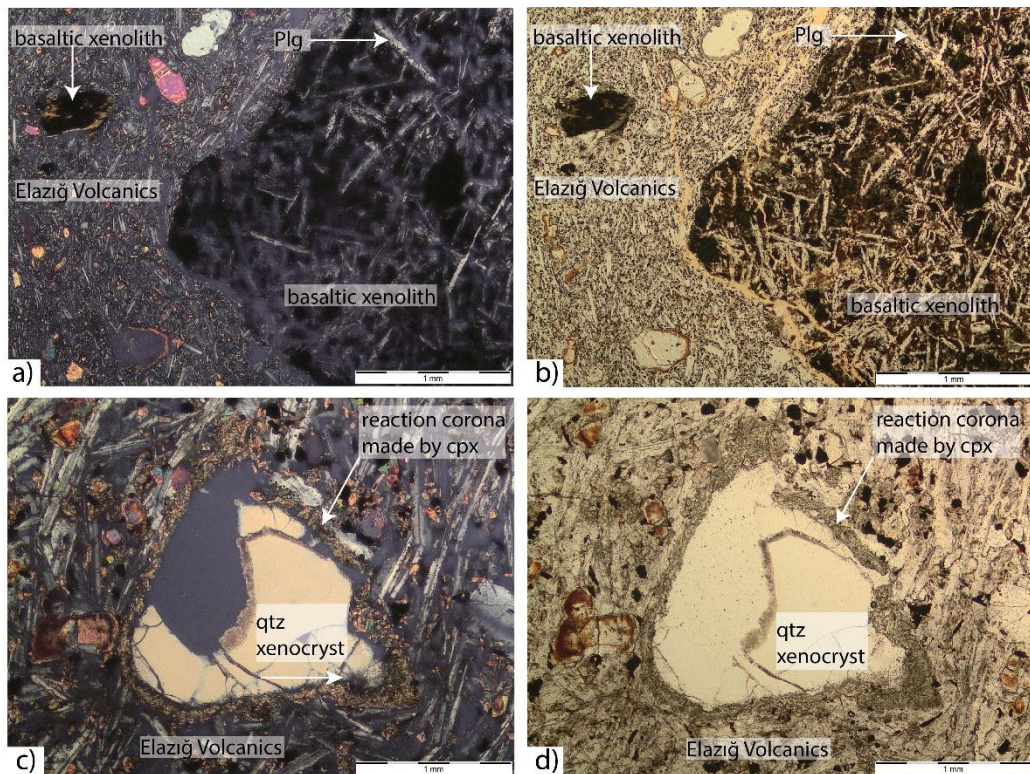 basaltic xenolith
Plg
Elazığ Volcanics
basaltic xenolith
a)
1 mm
basaltic xenolith
Plg
Elazığ Volcanics
basaltic xenolith
b)
1 mm
reaction corona
made by cpx
qtz
xenocryst
Elazığ Volcanics
c)
1 mm
reaction corona
made by cpx
qtz
xenocryst
Elazığ Volcanics
d)
1 mm